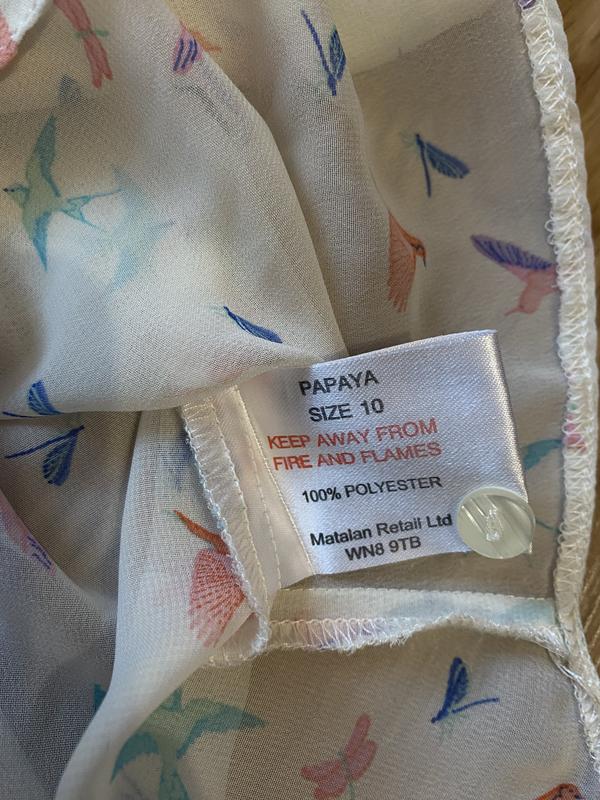 PAPAYA
SIZE 10
KEEP AWAY FROM
FIRE AND FLAMES
100% POLYESTER
Matalan Retail Ltd
WN8 9TB